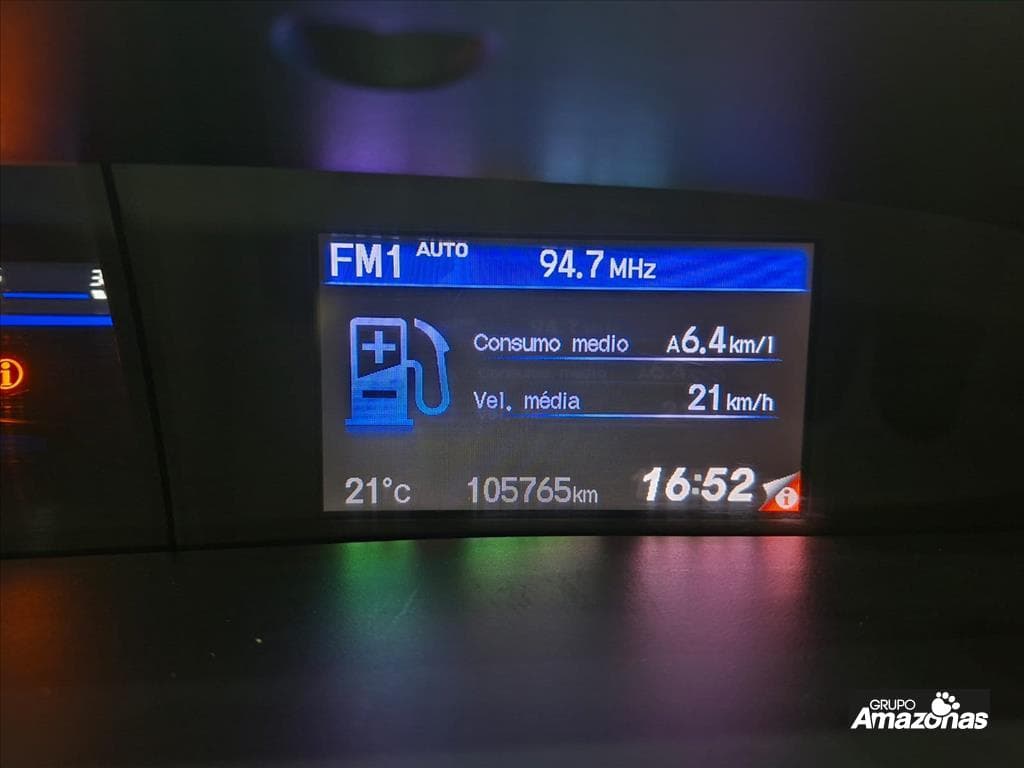 FM1 AUTO 94.7 MHz
Consumo medio A6.4 km/l
Vel. média 21 km/h
21°C 105765km 16:52
GRUPO
AMAZONAS